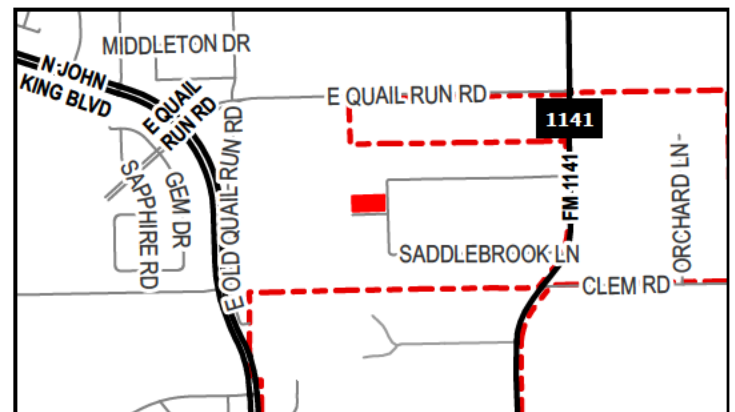 MIDDLETON DR
N JOHN
KING BLVD
E QUAIL
RUN RD
E QUAIL RUN RD
1141
FM 1141
E OLD QUAIL RUN RD
SAPPHIRE RD
GEM DR
ORCHARD LN
SADDLEBROOK LN
CLEM RD